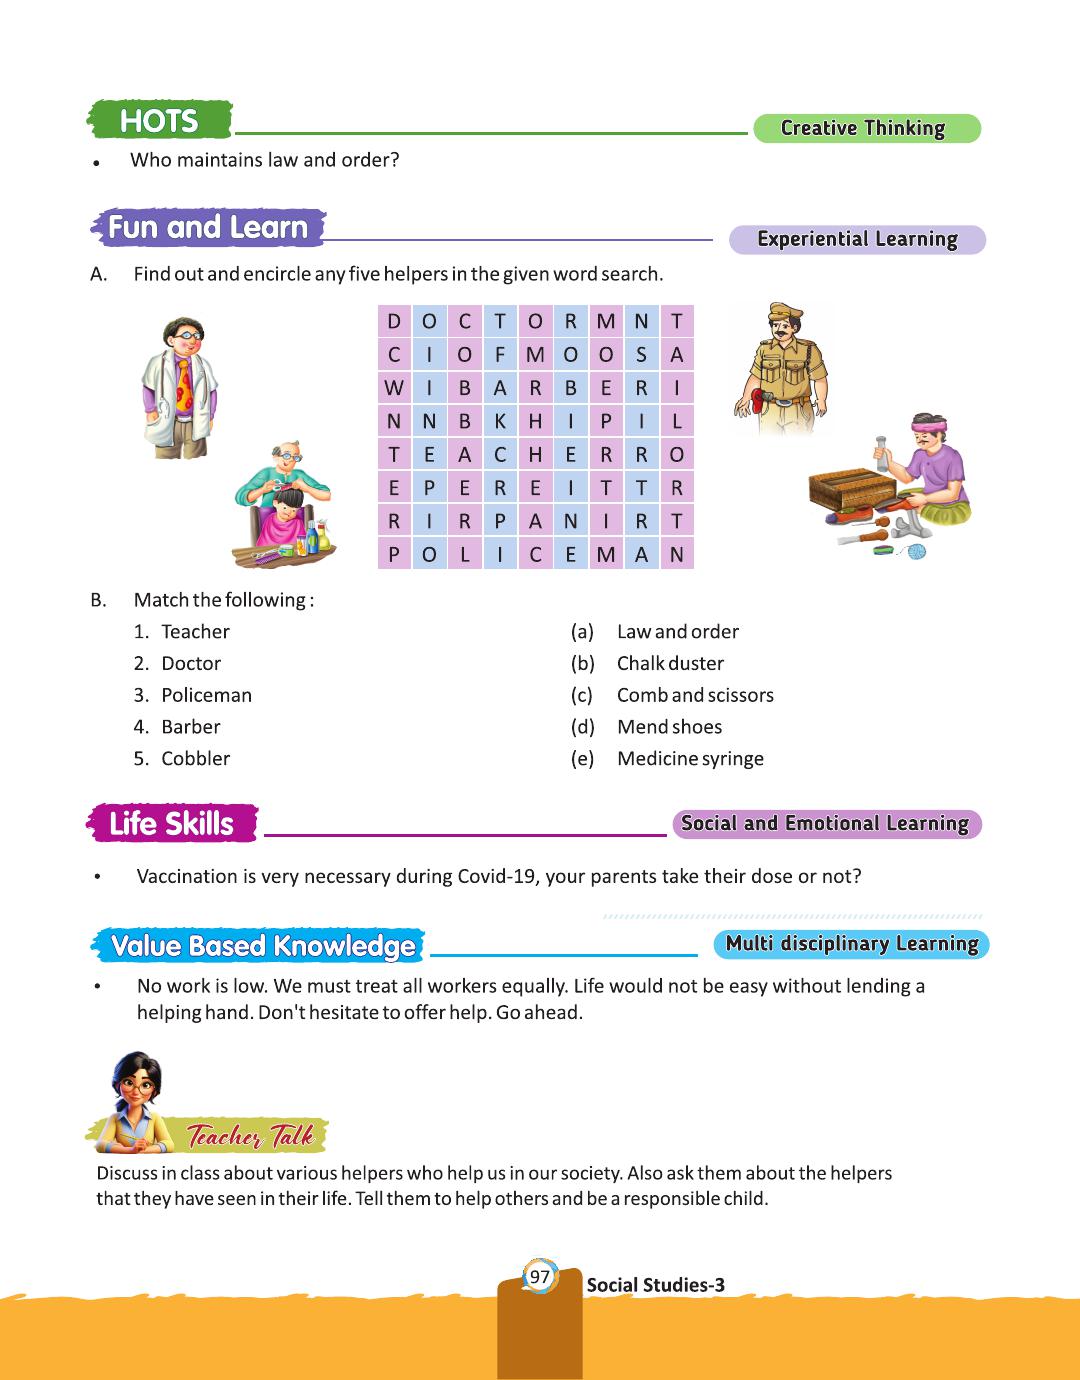 HOTS
Creative Thinking
• Who maintains law and order?
Fun and Learn
Experiential Learning
A. Find out and encircle any five helpers in the given word search.
D O C T O R M N T
C I O F M O O S A
W I B A R B E R I
N N B K H I P I L
T E A C H E R R O
E P E R E I T T R
R I R P A N I R T
P O L I C E M A N
B. Match the following :
1. Teacher (a) Law and order
2. Doctor (b) Chalk duster
3. Policeman (c) Comb and scissors
4. Barber (d) Mend shoes
5. Cobbler (e) Medicine syringe
Life Skills
Social and Emotional Learning
• Vaccination is very necessary during Covid-19, your parents take their dose or not?
Value Based Knowledge
Multi disciplinary Learning
• No work is low. We must treat all workers equally. Life would not be easy without lending a
helping hand. Don't hesitate to offer help. Go ahead.
Teacher Talk
Discuss in class about various helpers who help us in our society. Also ask them about the helpers
that they have seen in their life. Tell them to help others and be a responsible child.
97
Social Studies-3